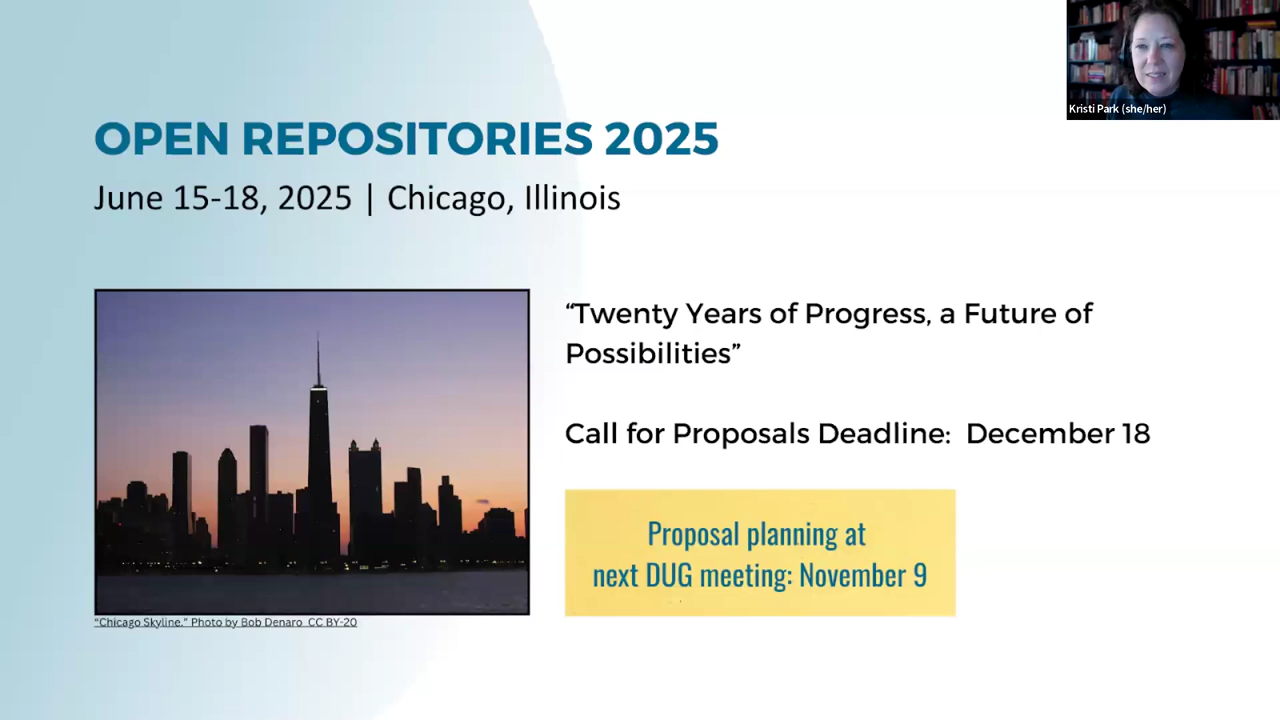 Kristi Park (she/her)
OPEN REPOSITORIES 2025
June 15-18, 2025 | Chicago, Illinois
“Twenty Years of Progress, a Future of
Possibilities”
Call for Proposals Deadline: December 18
Proposal planning at
next DUG meeting: November 9
“Chicago Skyline.” Photo by Bob Denaro CC BY-20